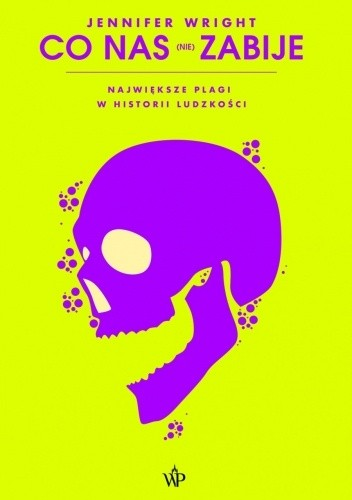 JENNIFER WRIGHT
CO NAS (NIE) ZABIJE
NAJWIĘKSZE PLAGI
W HISTORII LUDZKOŚCI
WP